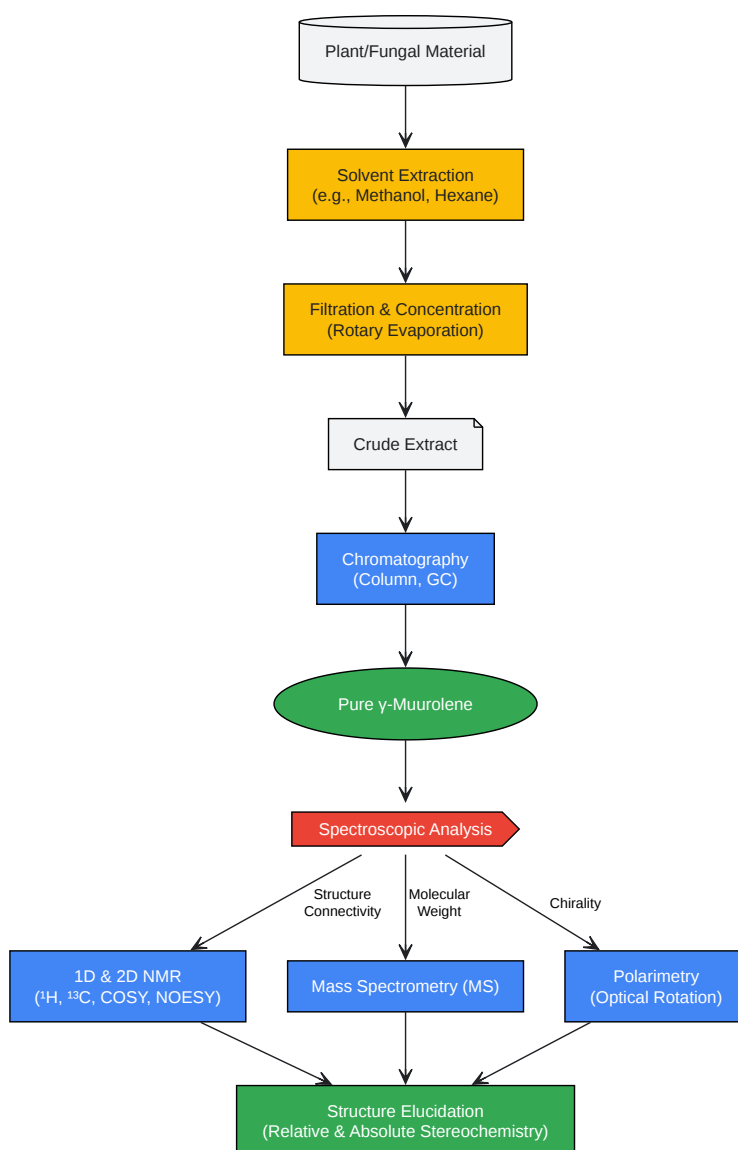 Plant/Fungal Material
Solvent Extraction
(e.g., Methanol, Hexane)
Filtration & Concentration
(Rotary Evaporation)
Crude Extract
Chromatography
(Column, GC)
Pure γ-Muurolene
Spectroscopic Analysis
Structure
Connectivity
Molecular
Weight
Chirality
1D & 2D NMR
(¹H, ¹³C, COSY, NOESY)
Mass Spectrometry (MS)
Polarimetry
(Optical Rotation)
Structure Elucidation
(Relative & Absolute Stereochemistry)